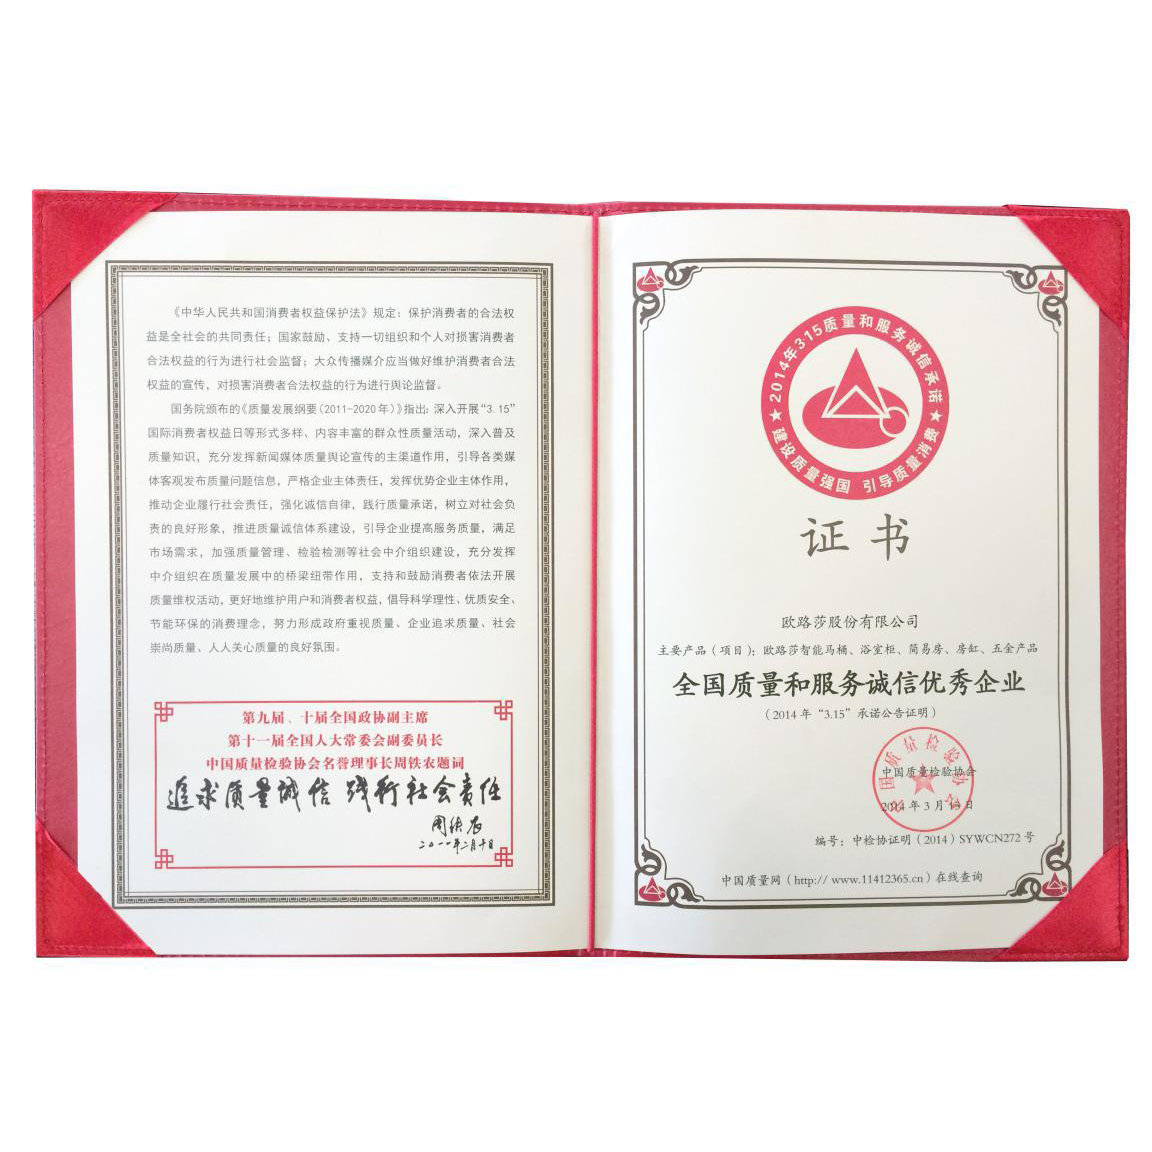 《中华人民共和国消费者权益保护法》规定：保护消费者的合法权
益是全社会的共同责任；国家鼓励、支持一切组织和个人对损害消费者
合法权益的行为进行社会监督；大众传播媒介应当做好维护消费者合法
权益的宣传，对损害消费者合法权益的行为进行舆论监督。
国务院颁布的《质量发展纲要（2011-2020年）》指出：深入开展“3.15”
国际消费者权益日等形式多样、内容丰富的群众性质量活动，深入普及
质量知识，充分发挥新闻媒体质量舆论宣传的主渠道作用，引导各类媒
体客观发布质量问题信息，严格企业主体责任，发挥优势企业主体作用，
推动企业履行社会责任，强化诚信自律，践行质量承诺，树立对社会负
责的良好形象，推进质量诚信体系建设，引导企业提高服务质量，满足
市场需求，加强质量管理、检验检测等社会中介组织建设，充分发挥
中介组织在质量发展中的桥梁纽带作用，支持和鼓励消费者依法开展
质量维权活动，更好地维护用户和消费者权益，倡导科学理性、优质安全、
节能环保的消费理念，努力形成政府重视质量、企业追求质量、社会
崇尚质量、人人关心质量的良好氛围。
第九届、十届全国政协副主席
第十一届全国人大常委会副委员长
中国质量检验协会名誉理事长周铁农题词
追求质量诚信 践行社会责任
周铁农
二〇一一年二月十日
2014年315质量和服务诚信承诺
建设质量强国 引导质量消费
证书
欧路莎股份有限公司
主要产品（项目）：欧路莎智能马桶、浴室柜、简易房、房缸、五金产品
全国质量和服务诚信优秀企业
（2014年“3.15”承诺公告证明）
中国质量检验协会
中国质量检验协会
2014年3月15日
编号：中检协证明（2014）SYWCN272号
中国质量网（http:// www.11412365.cn）在线查询